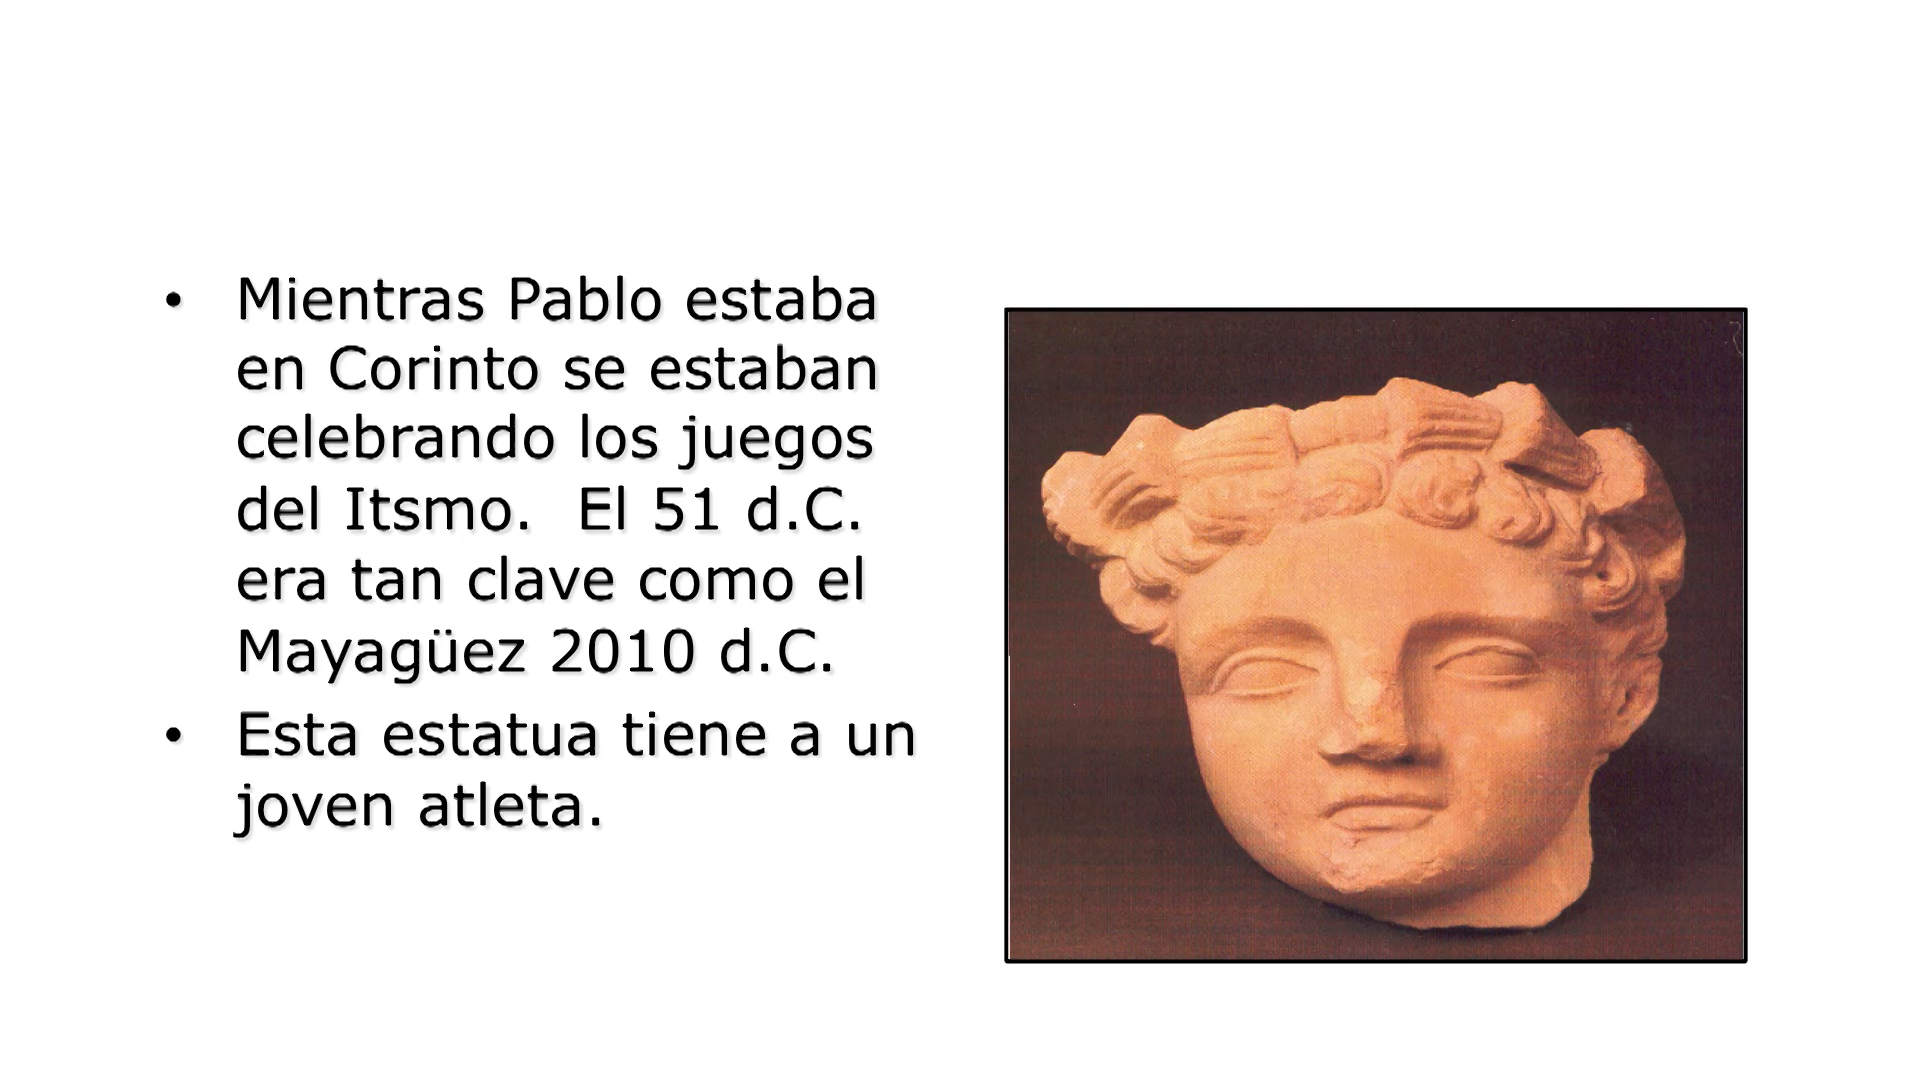 • Mientras Pablo estaba
en Corinto se estaban
celebrando los juegos
del Itsmo.  El 51 d.C.
era tan clave como el
Mayagüez 2010 d.C.
• Esta estatua tiene a un
joven atleta.